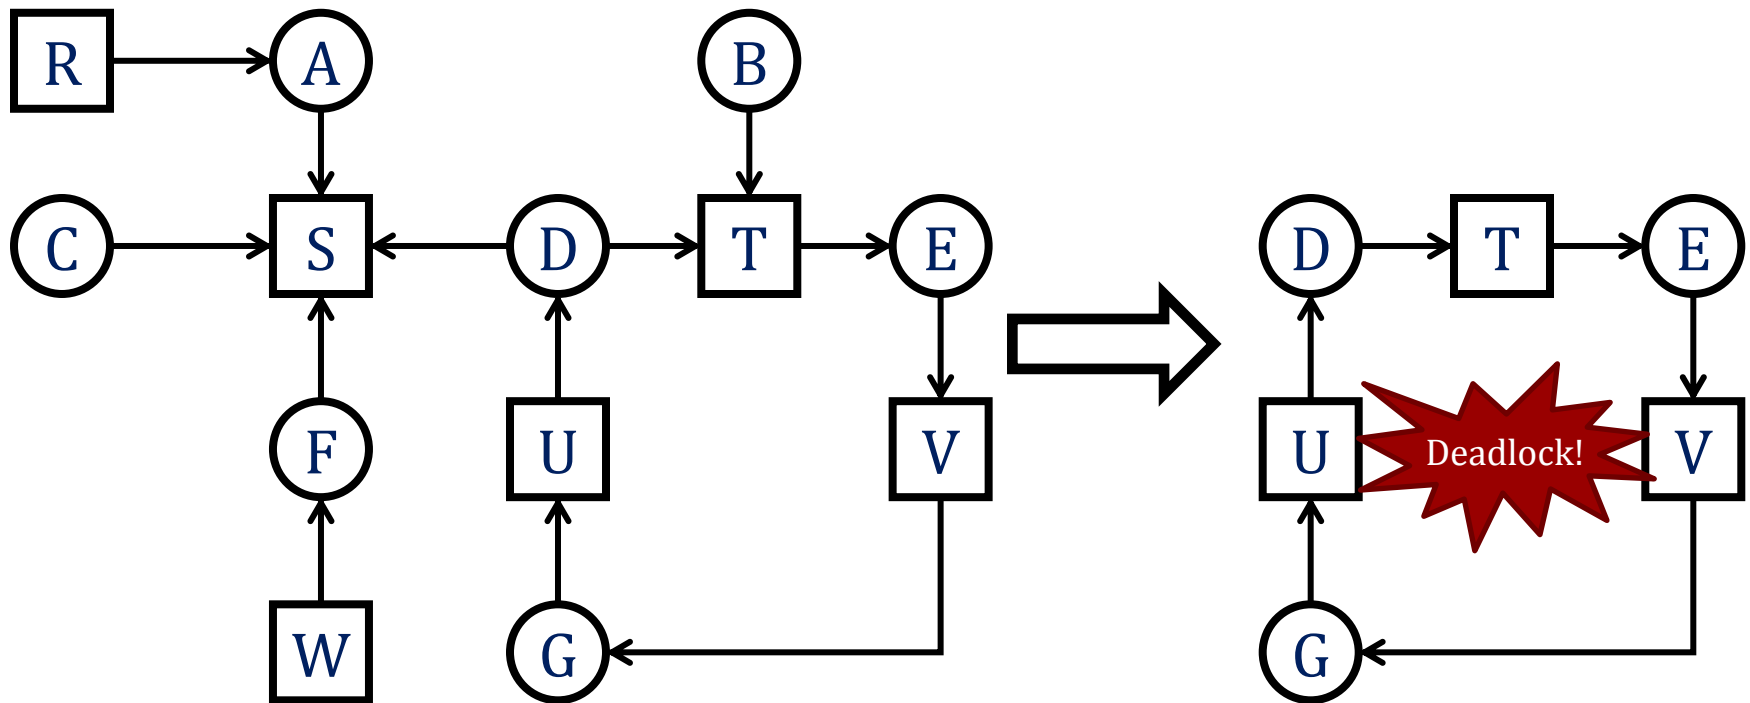 R A B
C S D T E D T E
F U V U Deadlock! V
W G G